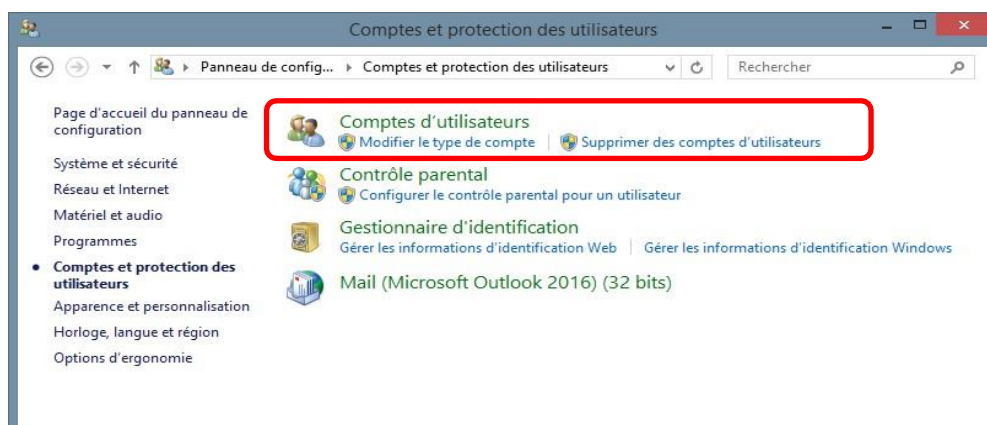 Comptes et protection des utilisateurs
Panneau de config... Comptes et protection des utilisateurs Rechercher
Page d'accueil du panneau de
configuration
Système et sécurité
Réseau et Internet
Matériel et audio
Programmes
Comptes et protection des
utilisateurs
Apparence et personnalisation
Horloge, langue et région
Options d'ergonomie
Comptes d'utilisateurs
Modifier le type de compte Supprimer des comptes d'utilisateurs
Contrôle parental
Configurer le contrôle parental pour un utilisateur
Gestionnaire d'identification
Gérer les informations d'identification Web Gérer les informations d'identification Windows
Mail (Microsoft Outlook 2016) (32 bits)